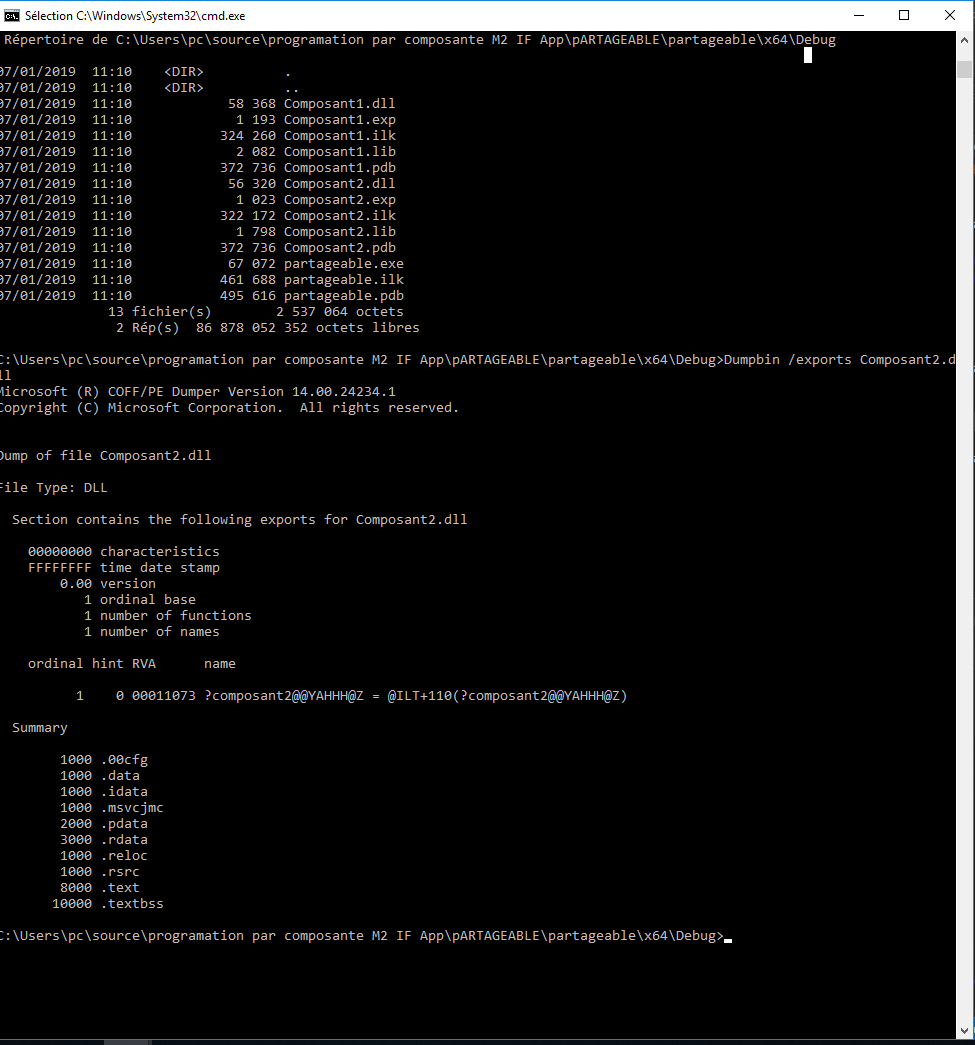 Sélection C:\Windows\System32\cmd.exe
Répertoire de C:\Users\pc\source\programation par composante M2 IF App\pARTAGEABLE\partageable\x64\Debug
07/01/2019  11:10    <DIR>          .
07/01/2019  11:10    <DIR>          ..
07/01/2019  11:10            58 368 Composant1.dll
07/01/2019  11:10             1 193 Composant1.exp
07/01/2019  11:10           324 260 Composant1.ilk
07/01/2019  11:10             2 082 Composant1.lib
07/01/2019  11:10           372 736 Composant1.pdb
07/01/2019  11:10            56 320 Composant2.dll
07/01/2019  11:10             1 023 Composant2.exp
07/01/2019  11:10           322 172 Composant2.ilk
07/01/2019  11:10             1 798 Composant2.lib
07/01/2019  11:10           372 736 Composant2.pdb
07/01/2019  11:10            67 072 partageable.exe
07/01/2019  11:10           461 688 partageable.ilk
07/01/2019  11:10           495 616 partageable.pdb
13 fichier(s)        2 537 064 octets
2 Rép(s)  86 878 052 352 octets libres
C:\Users\pc\source\programation par composante M2 IF App\pARTAGEABLE\partageable\x64\Debug>Dumpbin /exports Composant2.d
ll
Microsoft (R) COFF/PE Dumper Version 14.00.24234.1
Copyright (C) Microsoft Corporation.  All rights reserved.
Dump of file Composant2.dll
File Type: DLL
Section contains the following exports for Composant2.dll
00000000 characteristics
FFFFFFFF time date stamp
0.00 version
1 ordinal base
1 number of functions
1 number of names
ordinal hint RVA      name
1    0 00011073 ?composant2@@YAHHH@Z = @ILT+110(?composant2@@YAHHH@Z)
Summary
1000 .00cfg
1000 .data
1000 .idata
1000 .msvcjmc
2000 .pdata
3000 .rdata
1000 .reloc
1000 .rsrc
8000 .text
10000 .textbss
C:\Users\pc\source\programation par composante M2 IF App\pARTAGEABLE\partageable\x64\Debug>